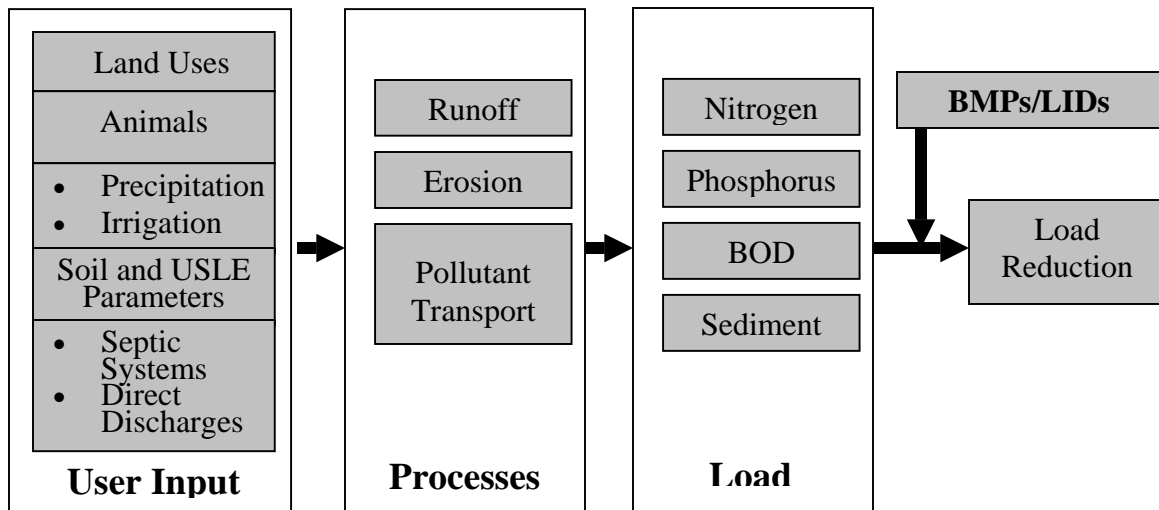 Land Uses
Animals
• Precipitation
• Irrigation
Soil and USLE
Parameters
• Septic
Systems
• Direct
Discharges
User Input
Runoff
Erosion
Pollutant
Transport
Processes
Nitrogen
Phosphorus
BOD
Sediment
Load
BMPs/LIDs
Load
Reduction